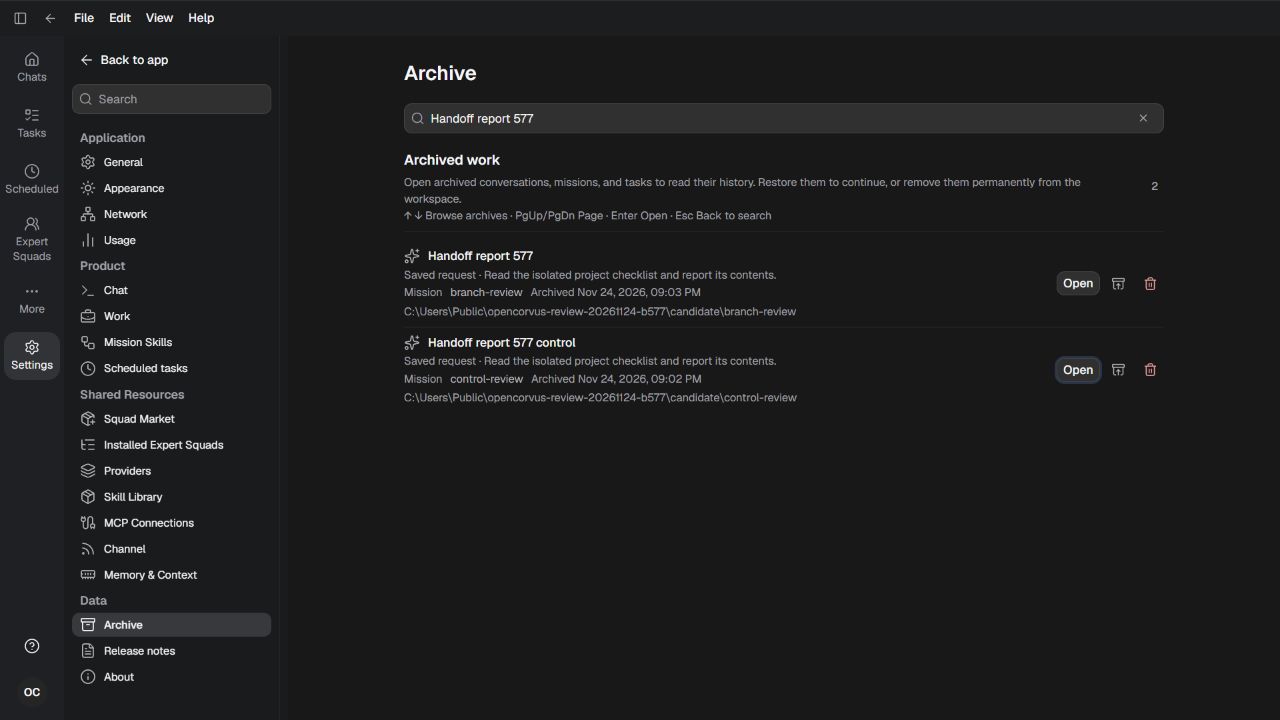 File Edit View Help
Chats
Tasks
Scheduled
Expert
Squads
More
Settings
OC
Back to app
Search
Application
General
Appearance
Network
Usage
Product
Chat
Work
Mission Skills
Scheduled tasks
Shared Resources
Squad Market
Installed Expert Squads
Providers
Skill Library
MCP Connections
Channel
Memory & Context
Data
Archive
Release notes
About
Archive
Handoff report 577
Archived work
Open archived conversations, missions, and tasks to read their history. Restore them to continue, or remove them permanently from the
workspace.
2
↑↓ Browse archives · PgUp/PgDn Page · Enter Open · Esc Back to search
Handoff report 577
Saved request · Read the isolated project checklist and report its contents.
Mission branch-review Archived Nov 24, 2026, 09:03 PM
C:\Users\Public\opencorvus-review-20261124-b577\candidate\branch-review
Open
Handoff report 577 control
Saved request · Read the isolated project checklist and report its contents.
Mission control-review Archived Nov 24, 2026, 09:02 PM
C:\Users\Public\opencorvus-review-20261124-b577\candidate\control-review
Open